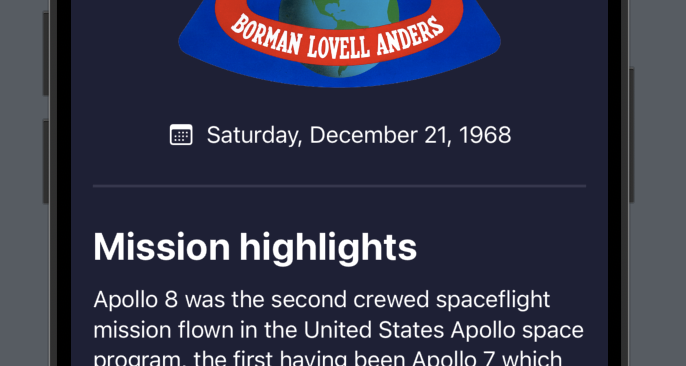 BORMAN LOVELL ANDERS
Saturday, December 21, 1968
Mission highlights
Apollo 8 was the second crewed spaceflight
mission flown in the United States Apollo space
program, the first having been Apollo 7 which